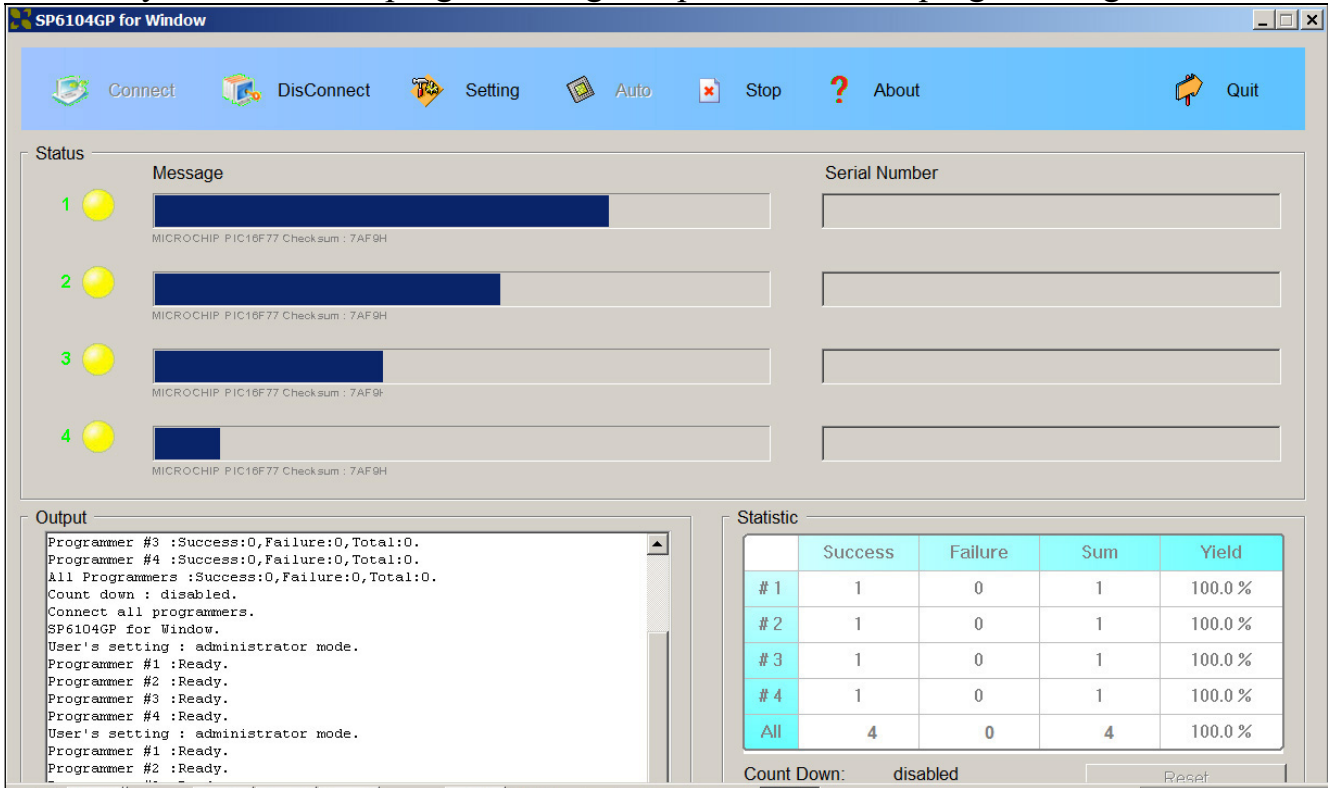 SP6104GP for Window
Connect DisConnect Setting Auto Stop About Quit
Status
Message Serial Number
1
MICROCHIP PIC16F77 Checksum : 7AF9H
2
MICROCHIP PIC16F77 Checksum : 7AF9H
3
MICROCHIP PIC16F77 Checksum : 7AF9H
4
MICROCHIP PIC16F77 Checksum : 7AF9H
Output
Programmer #3 :Success:0,Failure:0,Total:0.
Programmer #4 :Success:0,Failure:0,Total:0.
All Programmers :Success:0,Failure:0,Total:0.
Count down : disabled.
Connect all programmers.
SP6104GP for Window.
User's setting : administrator mode.
Programmer #1 :Ready.
Programmer #2 :Ready.
Programmer #3 :Ready.
Programmer #4 :Ready.
User's setting : administrator mode.
Programmer #1 :Ready.
Programmer #2 :Ready.
Statistic
Success Failure Sum Yield
# 1 1 0 1 100.0 %
# 2 1 0 1 100.0 %
# 3 1 0 1 100.0 %
# 4 1 0 1 100.0 %
All 4 0 4 100.0 %
Count Down: disabled Reset